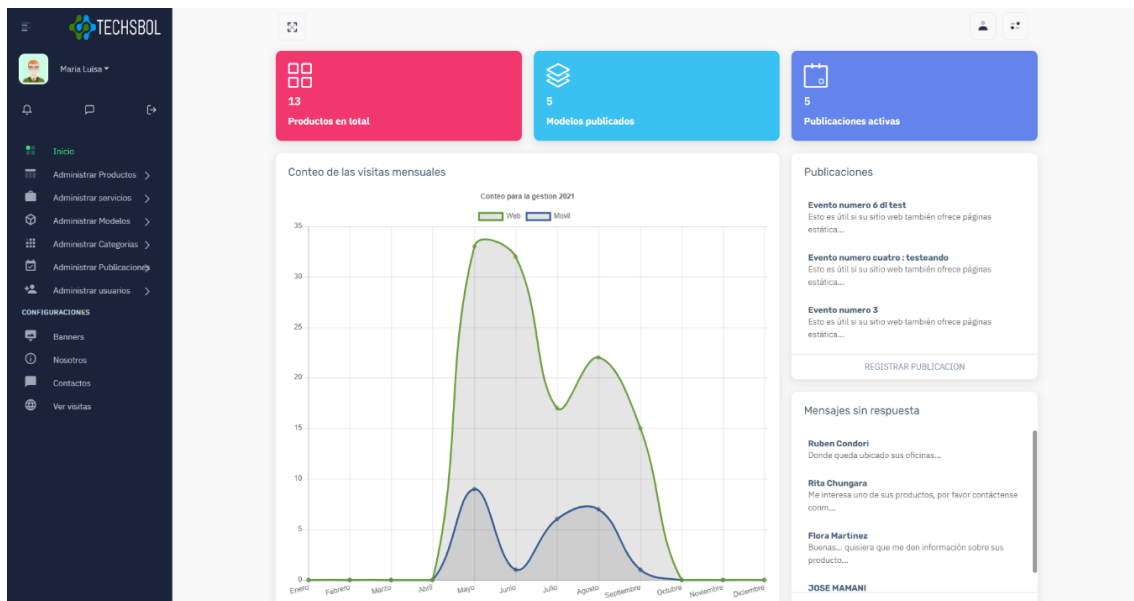 TECHSBOL
Maria Luisa
Inicio
Administrar Productos
Administrar servicios
Administrar Modelos
Administrar Categorias
Administrar Publicaciones
Administrar usuarios
CONFIGURACIONES
Banners
Nosotros
Contactos
Ver visitas
13
Productos en total
5
Modelos publicados
5
Publicaciones activas
Conteo de las visitas mensuales
Conteo para la gestion 2021
Web Movil
35
30
25
20
15
10
5
0
Enero Febrero Marzo Abril Mayo Junio Julio Agosto Septiembre Octubre Noviembre Diciembre
Publicaciones
Evento numero 6 dl test
Esto es útil si su sitio web también ofrece páginas
estática...
Evento numero cuatro : testeando
Esto es útil si su sitio web también ofrece páginas
estática...
Evento numero 3
Esto es útil si su sitio web también ofrece páginas
estática...
REGISTRAR PUBLICACION
Mensajes sin respuesta
Ruben Condori
Donde queda ubicado sus oficinas...
Rita Chungara
Me interesa uno de sus productos, por favor contáctense
conm...
Flora Martinez
Buenas... quisiera que me den información sobre sus
producto...
JOSE MAMANI